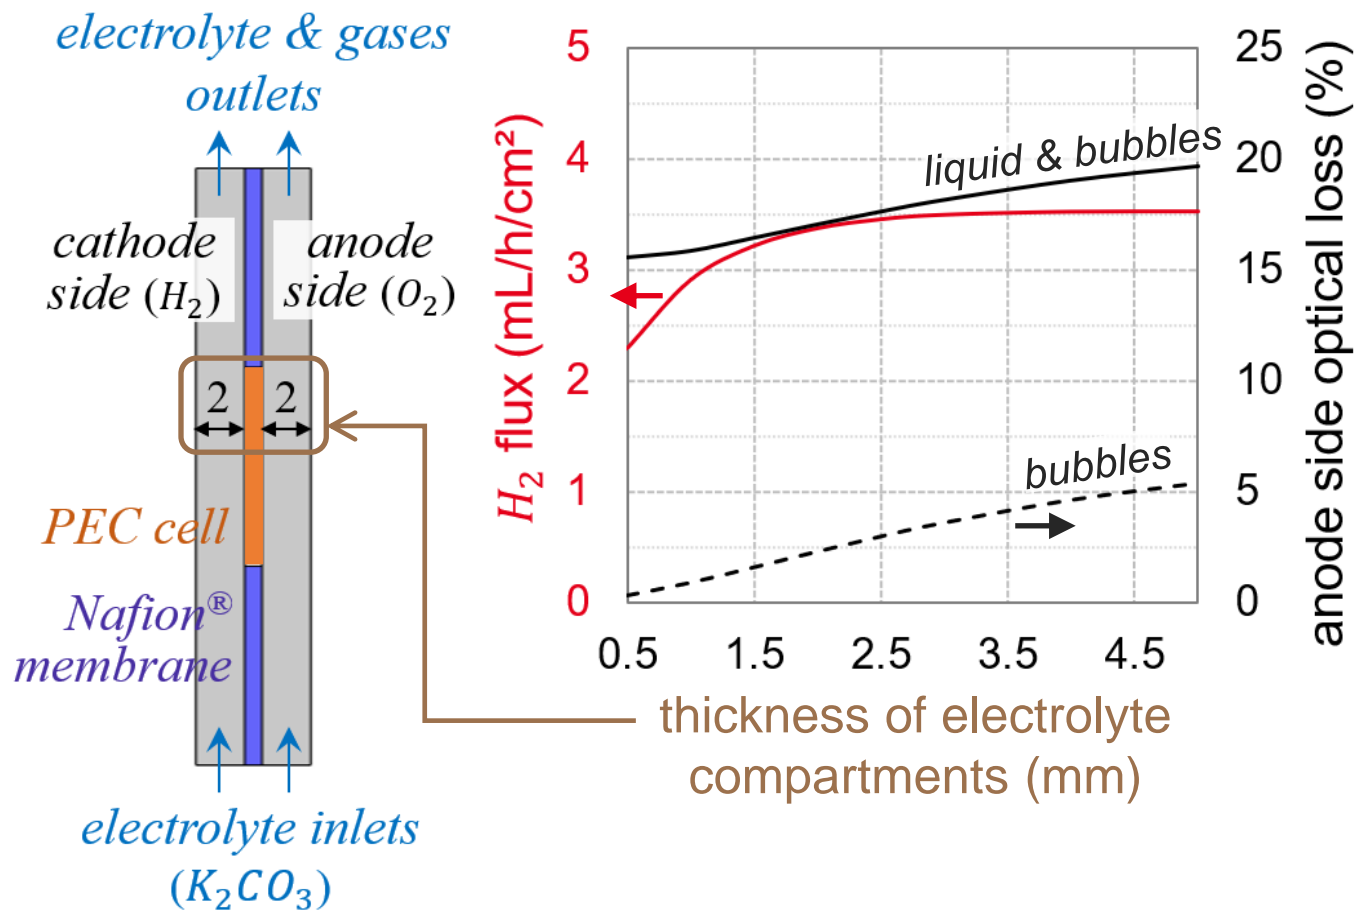 electrolyte & gases
outlets
cathode
side (H₂)
anode
side (O₂)
2
2
PEC cell
Nafion®
membrane
electrolyte inlets
(K₂CO₃)
H₂ flux (mL/h/cm²)
5
4
3
2
1
0
liquid & bubbles
bubbles
25
20
15
10
5
0
anode side optical loss (%)
0.5 1.5 2.5 3.5 4.5
thickness of electrolyte
compartments (mm)